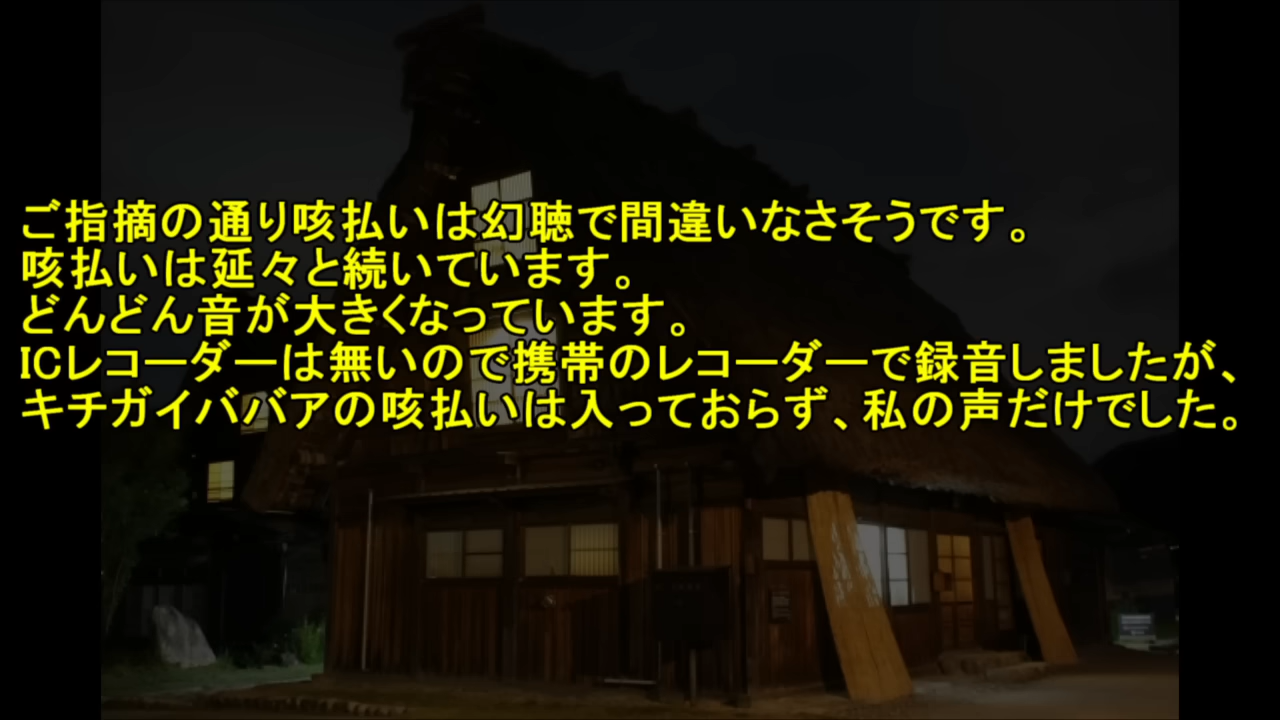 ご指摘の通り咳払いは幻聴で間違いなさそうです。
咳払いは延々と続いています。
どんどん音が大きくなっています。
ICレコーダーは無いので携帯のレコーダーで録音しましたが、
キチガイババアの咳払いは入っておらず、私の声だけでした。